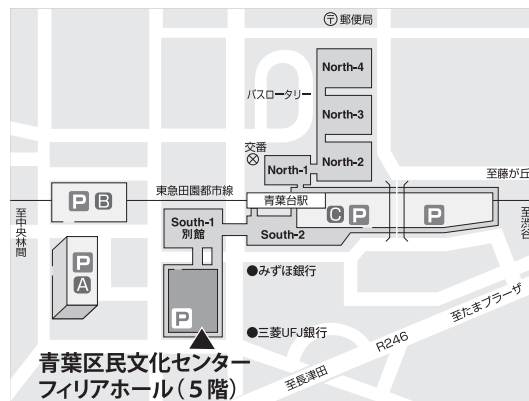 〒郵便局
North-4
バスロータリー
North-3
交番
North-2
North-1
至藤が丘
東急田園都市線
青葉台駅
P B
至中央林間
South-1
別館
C P
P
至渋谷
South-2
P
A
●みずほ銀行
至たまプラーザ
P
●三菱UFJ銀行
R246
青葉区民文化センター
フィリアホール(5階)
至長津田